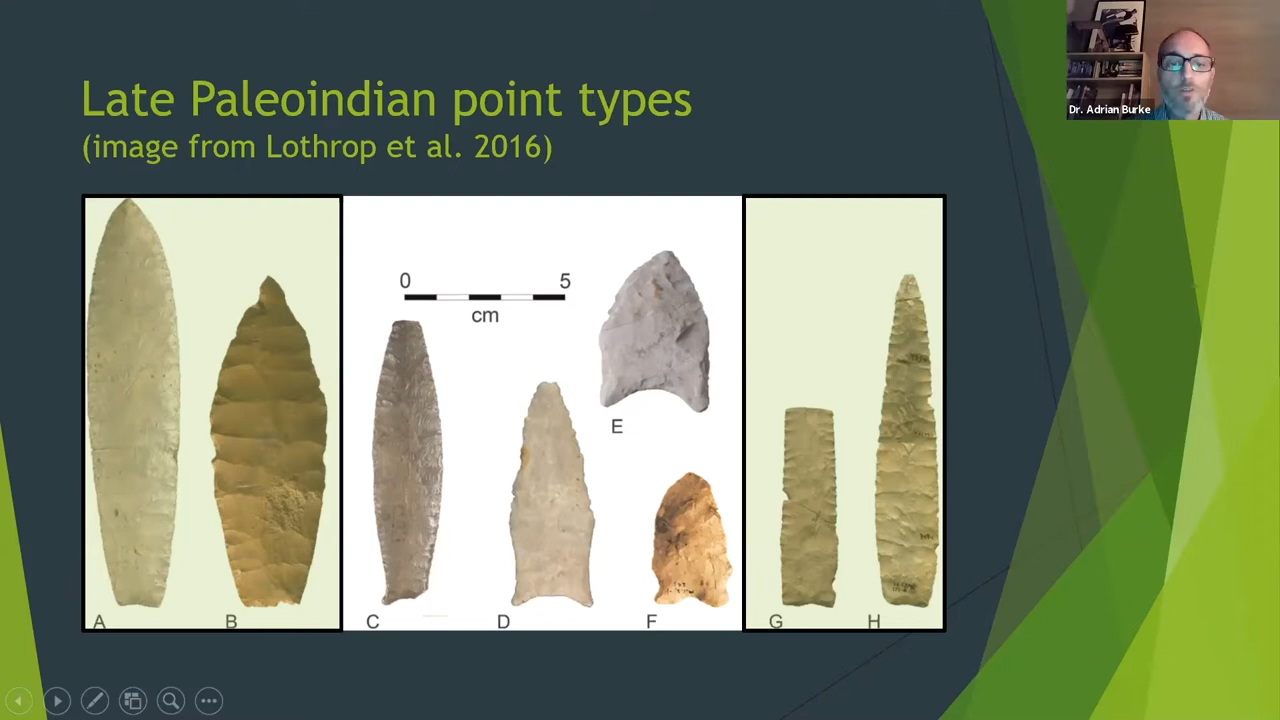 Late Paleoindian point types
(image from Lothrop et al. 2016)
Dr. Adrian Burke
0 5
cm
E
A B C D F G H